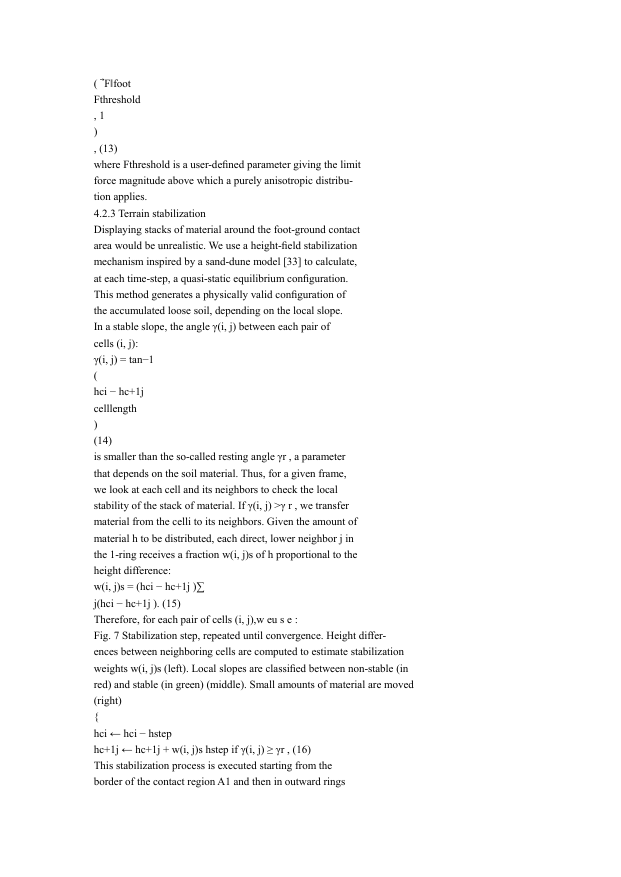 ( ˜F‖foot
Fthreshold
, 1
)
, (13)
where Fthreshold is a user-defined parameter giving the limit
force magnitude above which a purely anisotropic distribu-
tion applies.
4.2.3 Terrain stabilization
Displaying stacks of material around the foot-ground contact
area would be unrealistic. We use a height-field stabilization
mechanism inspired by a sand-dune model [33] to calculate,
at each time-step, a quasi-static equilibrium configuration.
This method generates a physically valid configuration of
the accumulated loose soil, depending on the local slope.
In a stable slope, the angle γ(i, j) between each pair of
cells (i, j):
γ(i, j) = tan−1
(
hci − hc+1j
celllength
)
(14)
is smaller than the so-called resting angle γr , a parameter
that depends on the soil material. Thus, for a given frame,
we look at each cell and its neighbors to check the local
stability of the stack of material. If γ(i, j) >γ r , we transfer
material from the celli to its neighbors. Given the amount of
material h to be distributed, each direct, lower neighbor j in
the 1-ring receives a fraction w(i, j)s of h proportional to the
height difference:
w(i, j)s = (hci − hc+1j )∑
j(hci − hc+1j ). (15)
Therefore, for each pair of cells (i, j),w eu s e :
Fig. 7 Stabilization step, repeated until convergence. Height differ-
ences between neighboring cells are computed to estimate stabilization
weights w(i, j)s (left). Local slopes are classified between non-stable (in
red) and stable (in green) (middle). Small amounts of material are moved
(right)
{
hci ← hci − hstep
hc+1j ← hc+1j + w(i, j)s hstep if γ(i, j) ≥ γr , (16)
This stabilization process is executed starting from the
border of the contact region A1 and then in outward rings